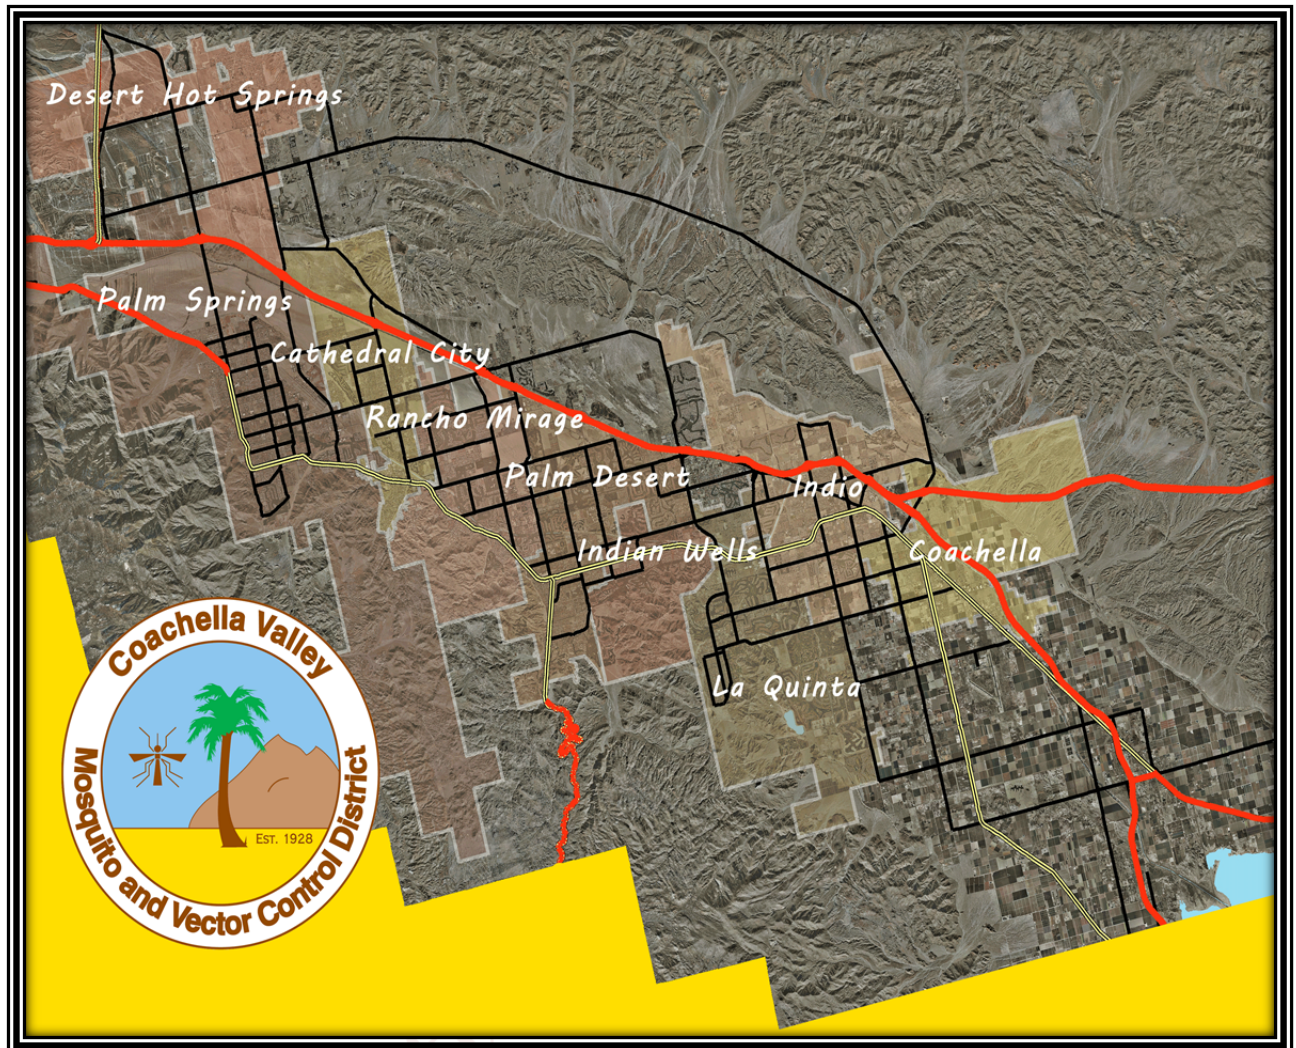 Desert Hot Springs
Palm Springs
Cathedral City
Rancho Mirage
Palm Desert
Indio
Indian Wells
Coachella
La Quinta
Coachella Valley
Mosquito and Vector Control District
EST. 1928